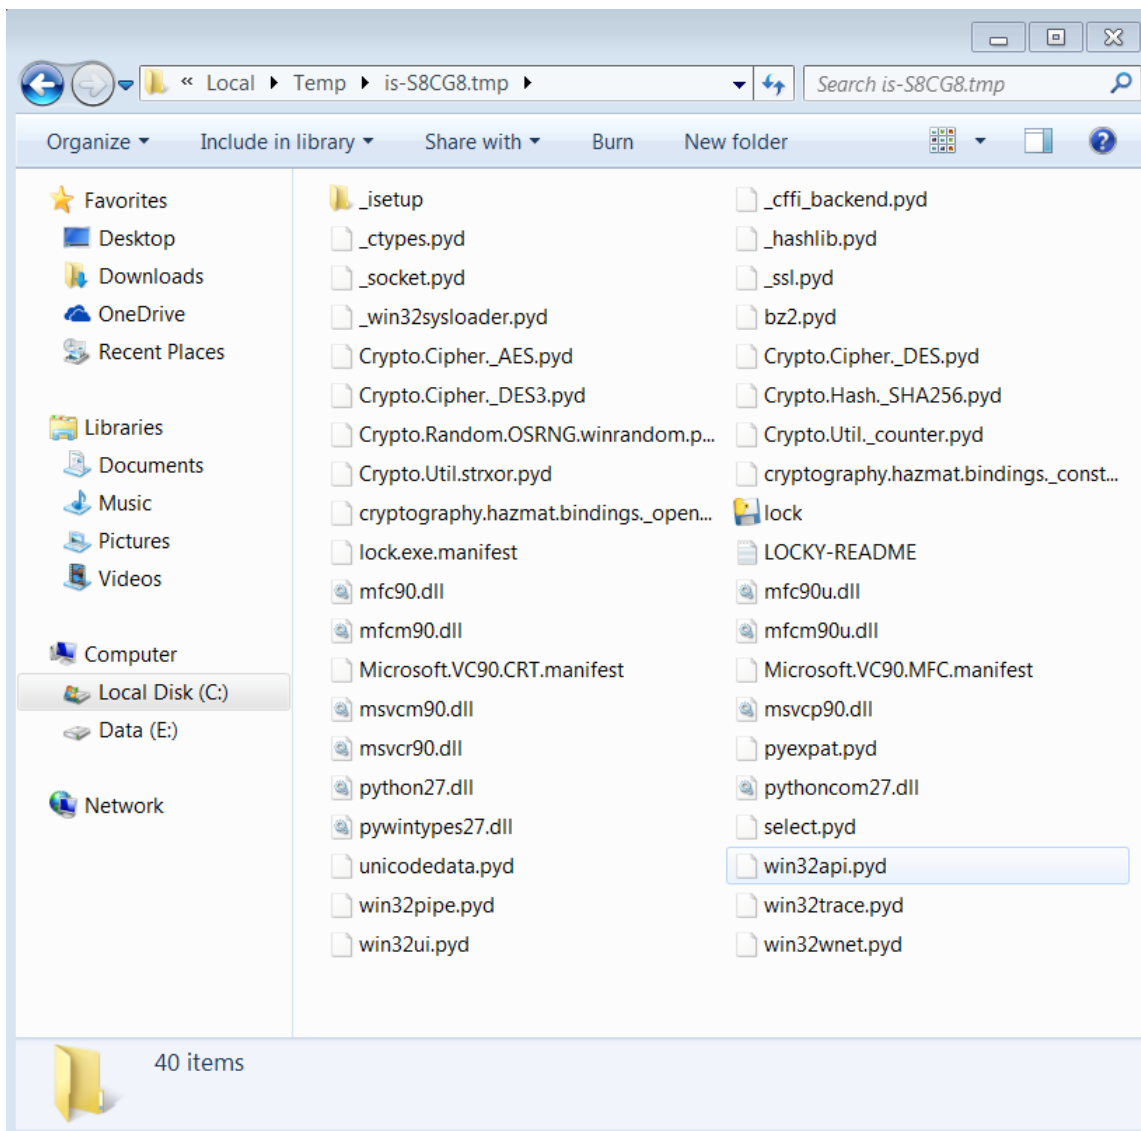 « Local Temp is-S8CG8.tmp
Search is-S8CG8.tmp
Organize Include in library Share with Burn New folder
Favorites
Desktop
Downloads
OneDrive
Recent Places
Libraries
Documents
Music
Pictures
Videos
Computer
Local Disk (C:)
Data (E:)
Network
_isetup _cffi_backend.pyd
_ctypes.pyd _hashlib.pyd
_socket.pyd _ssl.pyd
_win32sysloader.pyd bz2.pyd
Crypto.Cipher._AES.pyd Crypto.Cipher._DES.pyd
Crypto.Cipher._DES3.pyd Crypto.Hash._SHA256.pyd
Crypto.Random.OSRNG.winrandom.p... Crypto.Util._counter.pyd
Crypto.Util.strxor.pyd cryptography.hazmat.bindings._const...
cryptography.hazmat.bindings._open... lock
lock.exe.manifest LOCKY-README
mfc90.dll mfc90u.dll
mfcm90.dll mfcm90u.dll
Microsoft.VC90.CRT.manifest Microsoft.VC90.MFC.manifest
msvcm90.dll msvcp90.dll
msvcr90.dll pyexpat.pyd
python27.dll pythoncom27.dll
pywintypes27.dll select.pyd
unicodedata.pyd win32api.pyd
win32pipe.pyd win32trace.pyd
win32ui.pyd win32wnet.pyd
40 items